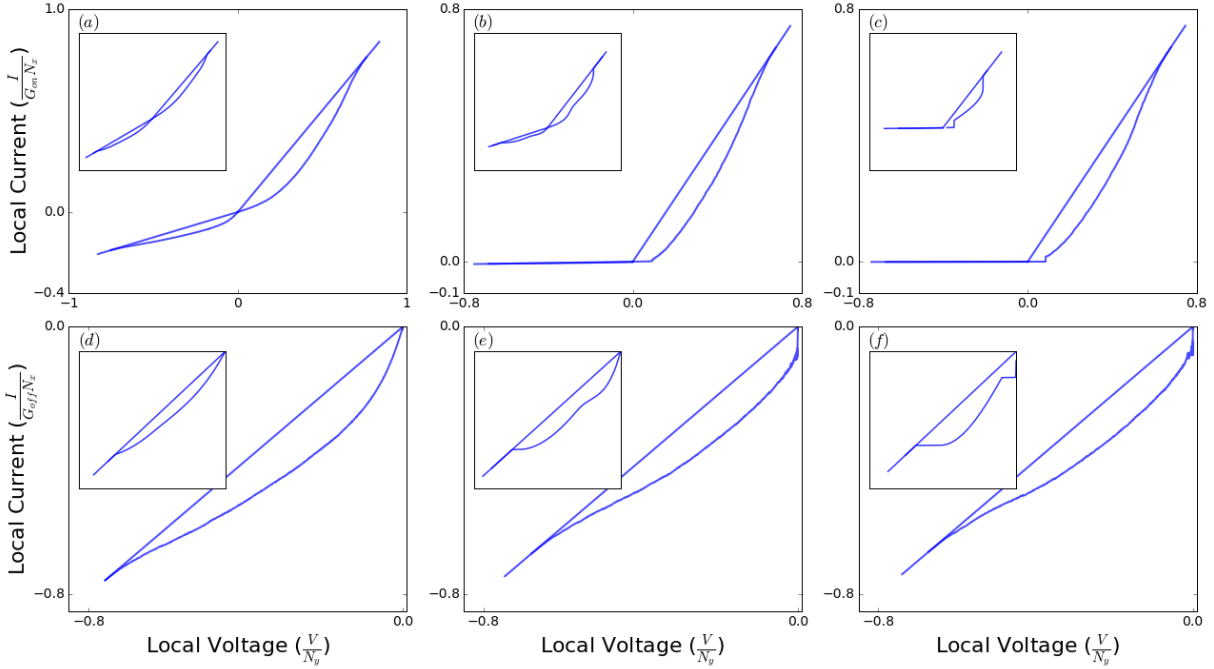 (a)
(b)
(c)
1.0
0.0
−0.4
−1
0
1
0.8
0.0
−0.1
−0.8
0.0
0.8
0.8
0.0
−0.1
−0.8
0.0
0.8
Local Current (I/G_on N_x)
(d)
(e)
(f)
0.0
−0.8
−0.8
0.0
0.0
−0.8
−0.8
0.0
0.0
−0.8
−0.8
0.0
Local Current (I/G_off N_x)
Local Voltage (V/N_y)
Local Voltage (V/N_y)
Local Voltage (V/N_y)